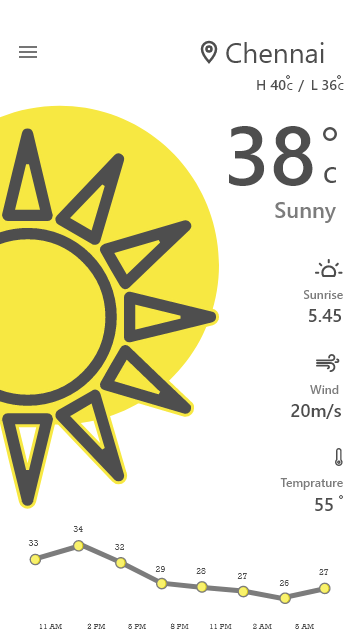 Chennai
H 40°C / L 36°C
38°C
Sunny
Sunrise
5.45
Wind
20m/s
Temprature
55 °
33 34 32 29 28 27 26 27
11 AM 2 PM 5 PM 8 PM 11 PM 2 AM 5 AM